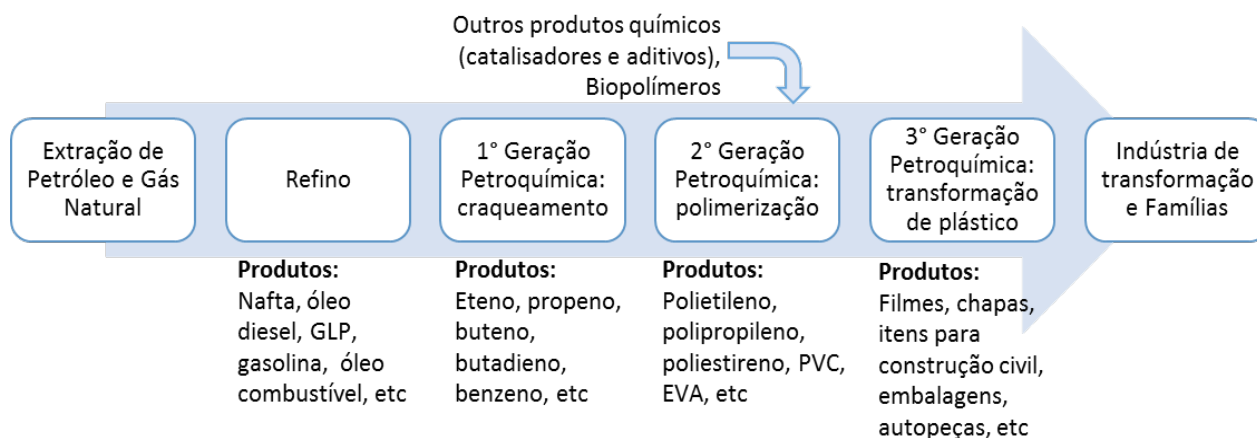 Outros produtos químicos
(catalisadores e aditivos),
Biopolímeros
Extração de
Petróleo e Gás
Natural
Refino
1° Geração
Petroquímica:
craqueamento
2° Geração
Petroquímica:
polimerização
3° Geração
Petroquímica:
transformação
de plástico
Indústria de
transformação
e Famílias
Produtos:
Nafta, óleo
diesel, GLP,
gasolina, óleo
combustível, etc
Produtos:
Eteno, propeno,
buteno,
butadieno,
benzeno, etc
Produtos:
Polietileno,
polipropileno,
poliestireno, PVC,
EVA, etc
Produtos:
Filmes, chapas,
itens para
construção civil,
embalagens,
autopeças, etc